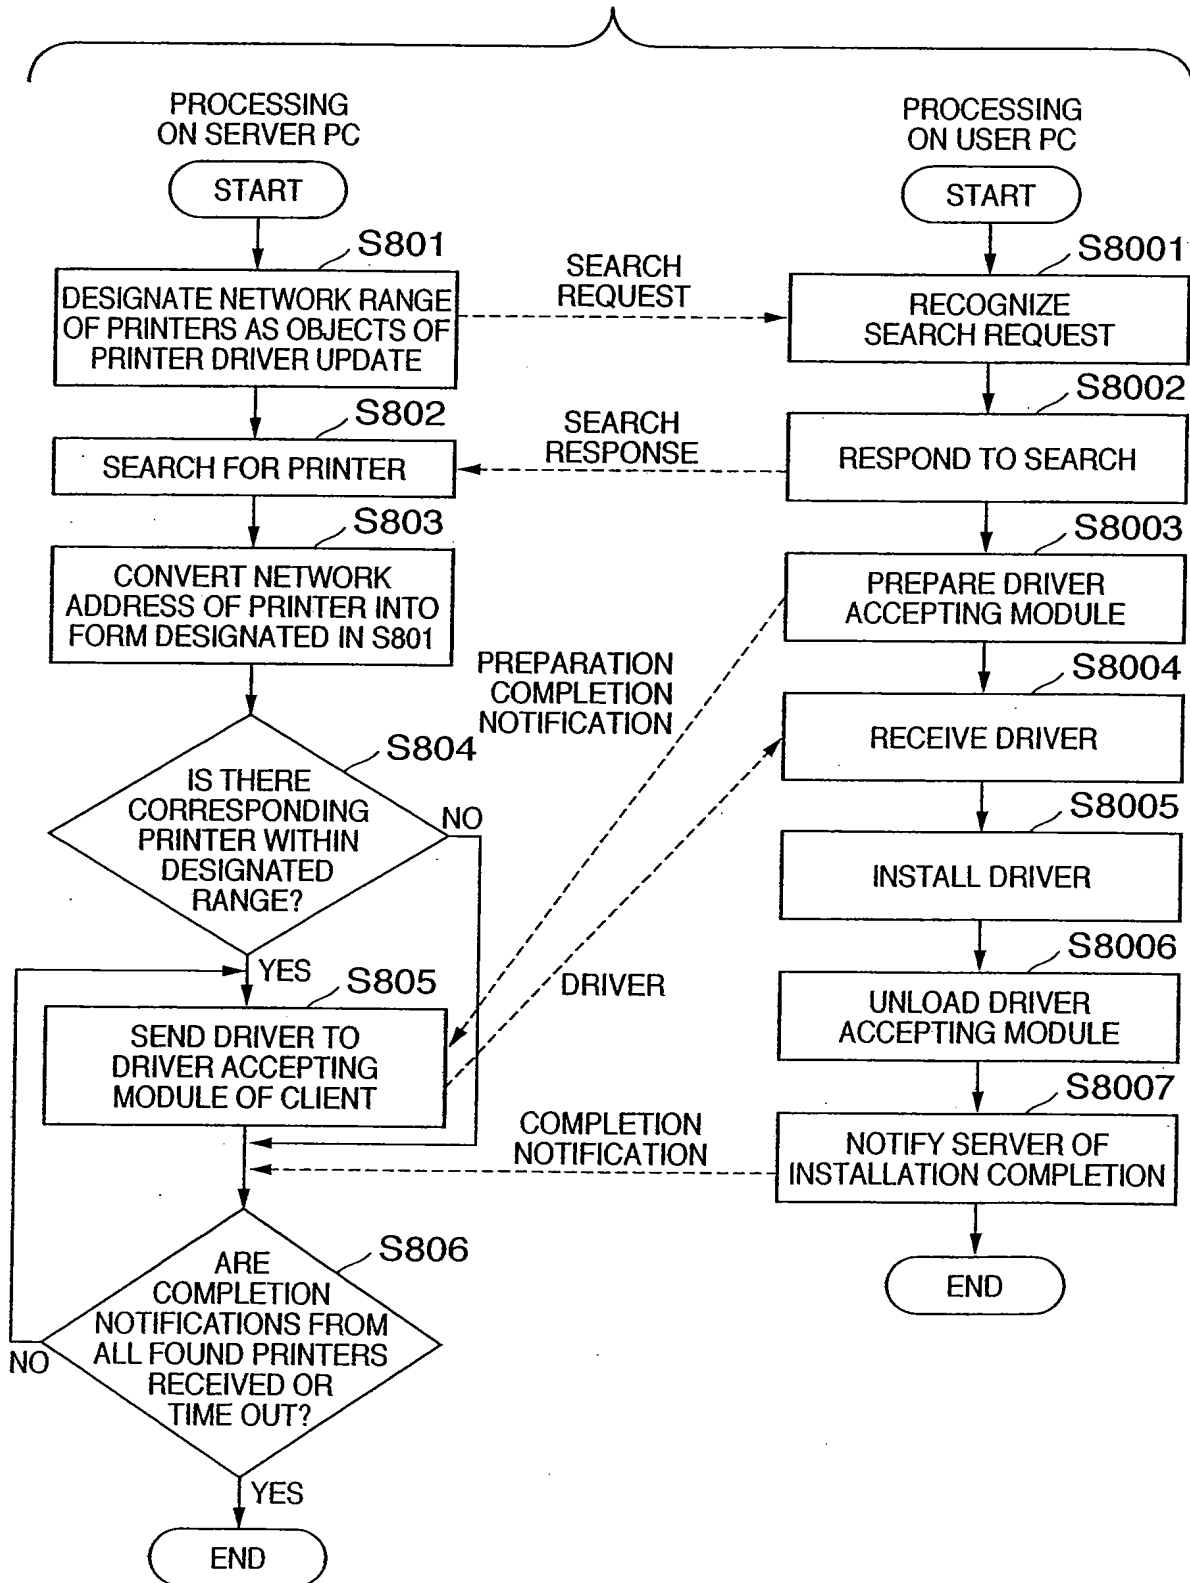 PROCESSING
ON SERVER PC
START
S801
DESIGNATE NETWORK RANGE
OF PRINTERS AS OBJECTS OF
PRINTER DRIVER UPDATE
S802
SEARCH FOR PRINTER
S803
CONVERT NETWORK
ADDRESS OF PRINTER INTO
FORM DESIGNATED IN S801
S804
IS THERE
CORRESPONDING
PRINTER WITHIN
DESIGNATED
RANGE?
NO
YES
S805
SEND DRIVER TO
DRIVER ACCEPTING
MODULE OF CLIENT
S806
ARE
COMPLETION
NOTIFICATIONS FROM
ALL FOUND PRINTERS
RECEIVED OR
TIME OUT?
NO
YES
END
SEARCH
REQUEST
SEARCH
RESPONSE
PREPARATION
COMPLETION
NOTIFICATION
DRIVER
COMPLETION
NOTIFICATION
PROCESSING
ON USER PC
START
S8001
RECOGNIZE
SEARCH REQUEST
S8002
RESPOND TO SEARCH
S8003
PREPARE DRIVER
ACCEPTING MODULE
S8004
RECEIVE DRIVER
S8005
INSTALL DRIVER
S8006
UNLOAD DRIVER
ACCEPTING MODULE
S8007
NOTIFY SERVER OF
INSTALLATION COMPLETION
END